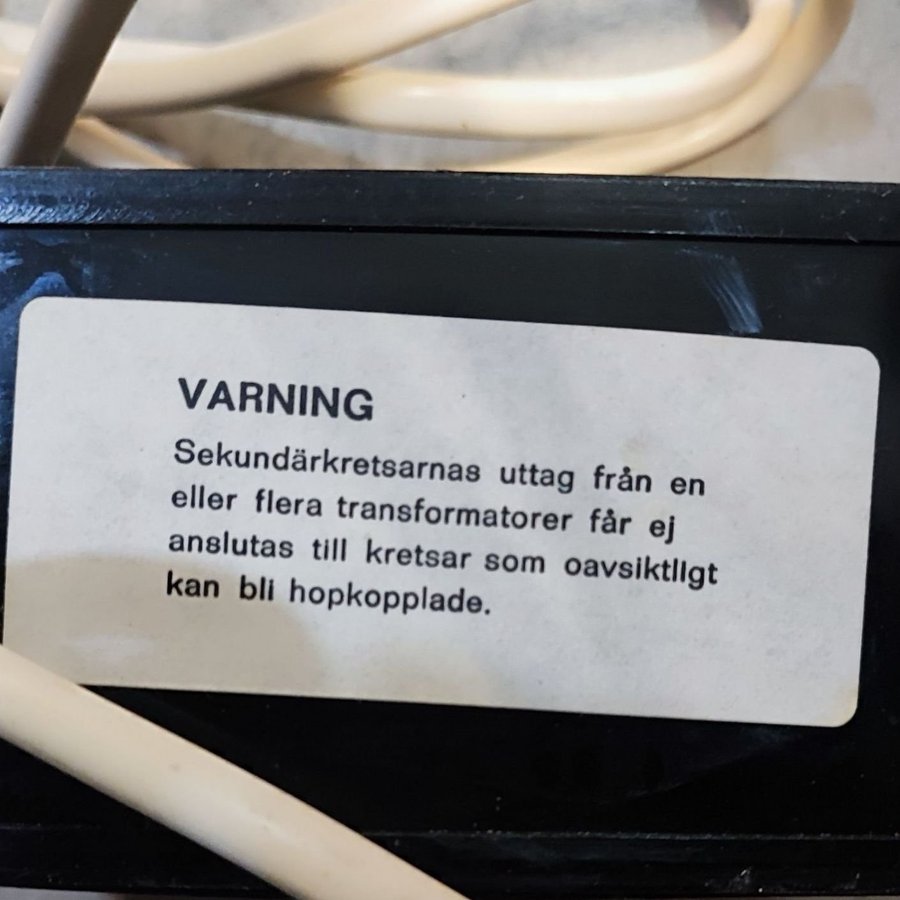 VARNING
Sekundärkretsarnas uttag från en
eller flera transformatorer får ej
anslutas till kretsar som oavsiktligt
kan bli hopkopplade.